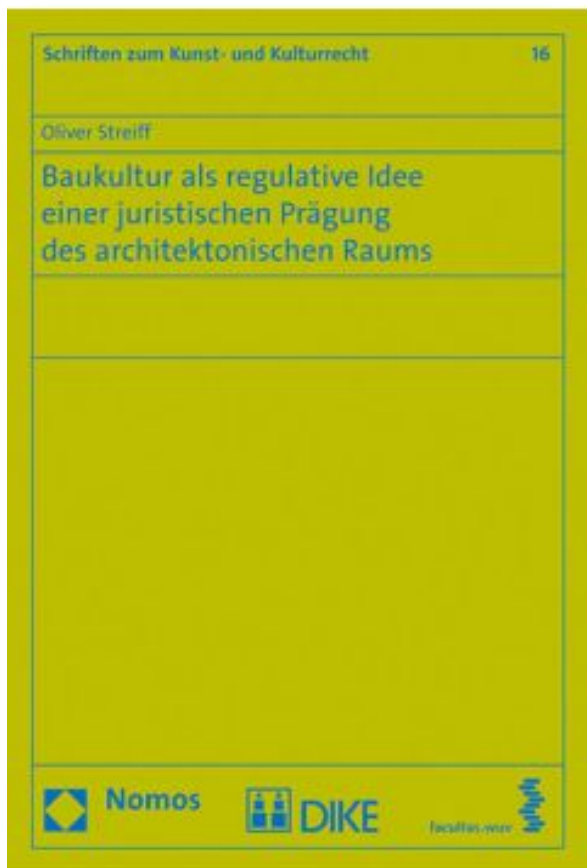 Schriften zum Kunst- und Kulturrecht 16
Oliver Streiff
Baukultur als regulative Idee
einer juristischen Prägung
des architektonischen Raums
Nomos
DIKE
facultas.wuv